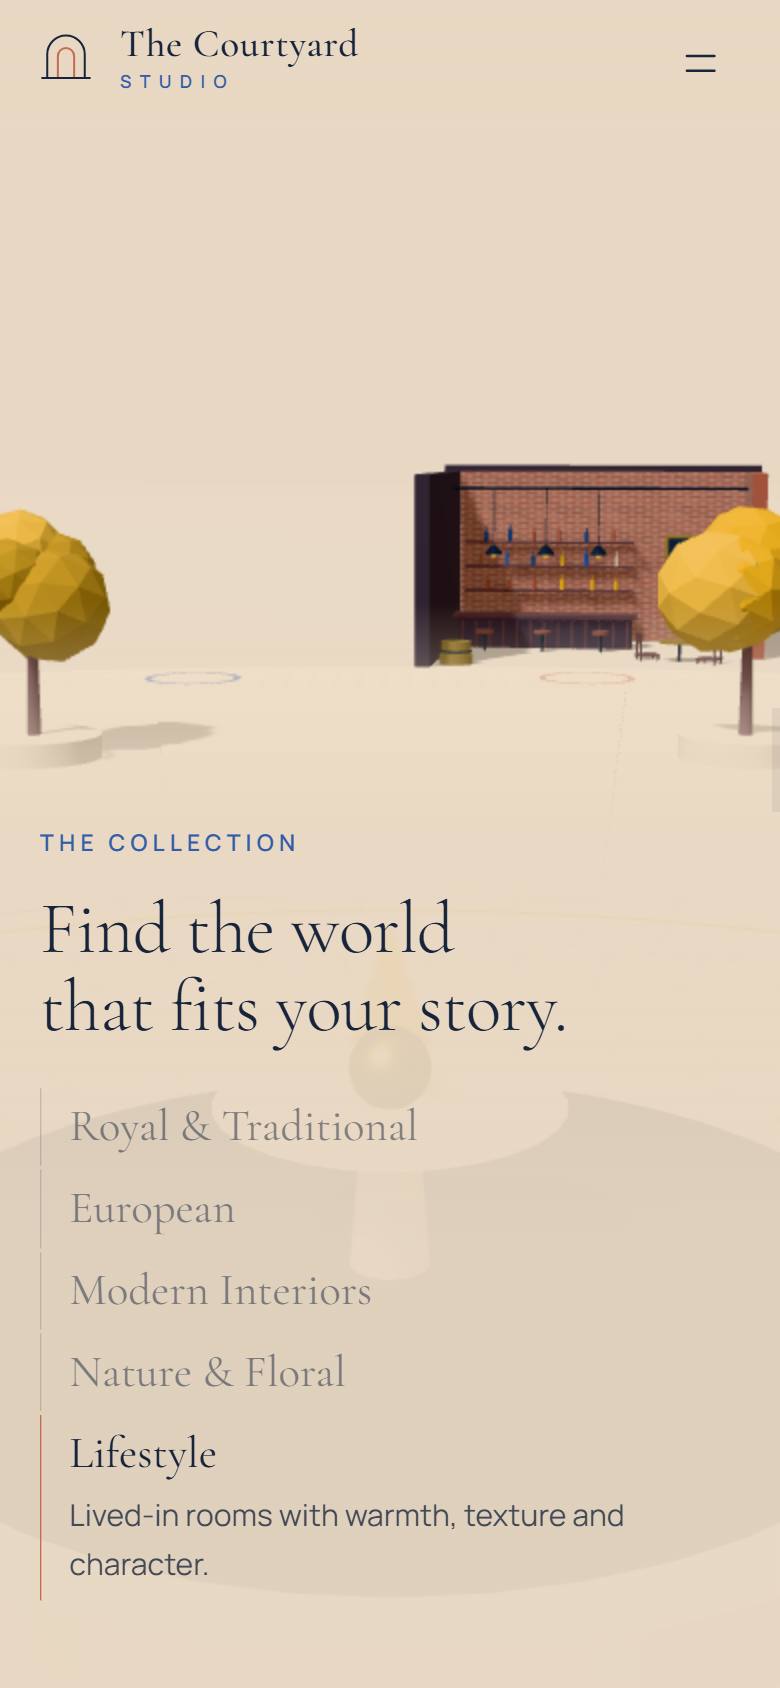 The Courtyard
STUDIO
THE COLLECTION
Find the world
that fits your story.
Royal & Traditional
European
Modern Interiors
Nature & Floral
Lifestyle
Lived-in rooms with warmth, texture and
character.